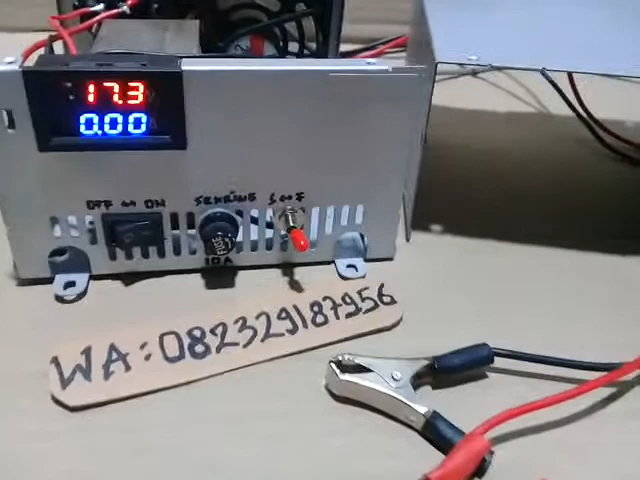 17.3
0.00
OFF ON
SEKRING
FUSE
10A
WA: 082329187956